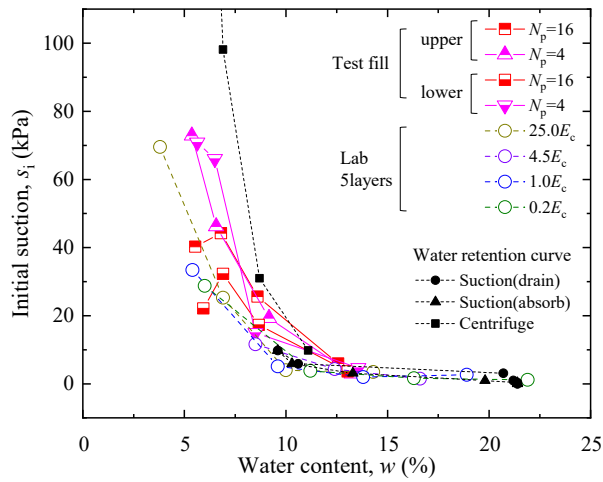 100
80
60
40
20
0
Initial suction, s_i (kPa)
0
5
10
15
20
25
Water content, w (%)
Test fill
upper
N_p=16
N_p=4
lower
N_p=16
N_p=4
Lab
5layers
25.0E_c
4.5E_c
1.0E_c
0.2E_c
Water retention curve
Suction(drain)
Suction(absorb)
Centrifuge